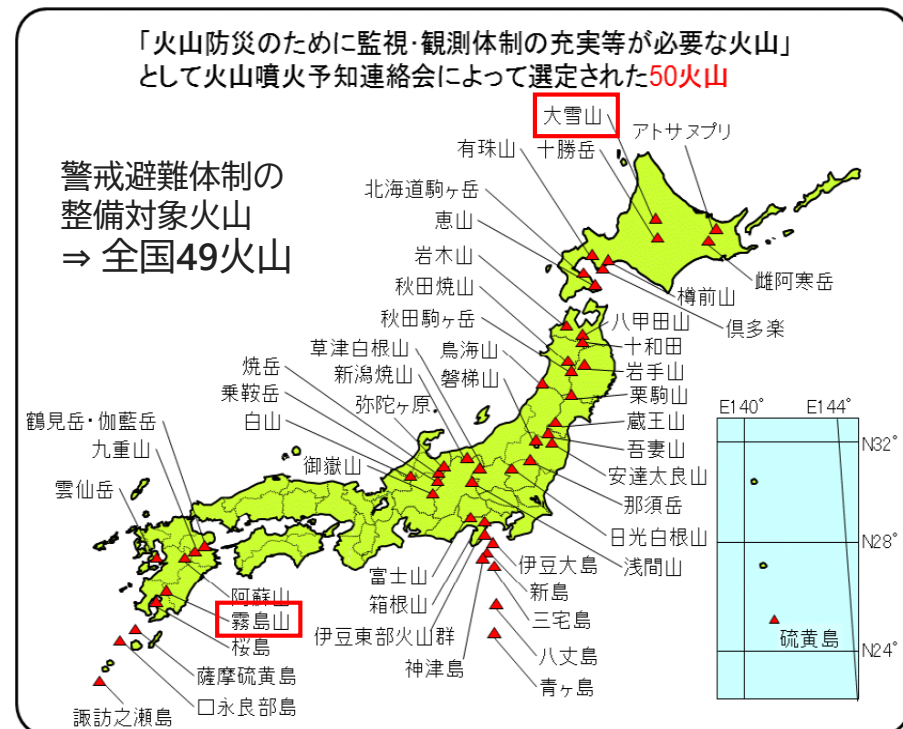 「火山防災のために監視・観測体制の充実等が必要な火山」
として火山噴火予知連絡会によって選定された50火山
警戒避難体制の
整備対象火山
⇒ 全国49火山
大雪山
アトサヌプリ
有珠山
十勝岳
北海道駒ヶ岳
恵山
岩木山
雌阿寒岳
樽前山
秋田焼山
倶多楽
秋田駒ヶ岳
八甲田山
十和田
草津白根山
鳥海山
焼岳
新潟焼山
磐梯山
岩手山
乗鞍岳
弥陀ヶ原
栗駒山
鶴見岳・伽藍岳
白山
蔵王山
九重山
御嶽山
吾妻山
雲仙岳
安達太良山
那須岳
日光白根山
浅間山
富士山
伊豆大島
箱根山
新島
阿蘇山
霧島山
伊豆東部火山群
三宅島
桜島
神津島
八丈島
薩摩硫黄島
青ヶ島
口永良部島
諏訪之瀬島
E140°
E144°
N32°
N28°
硫黄島
N24°